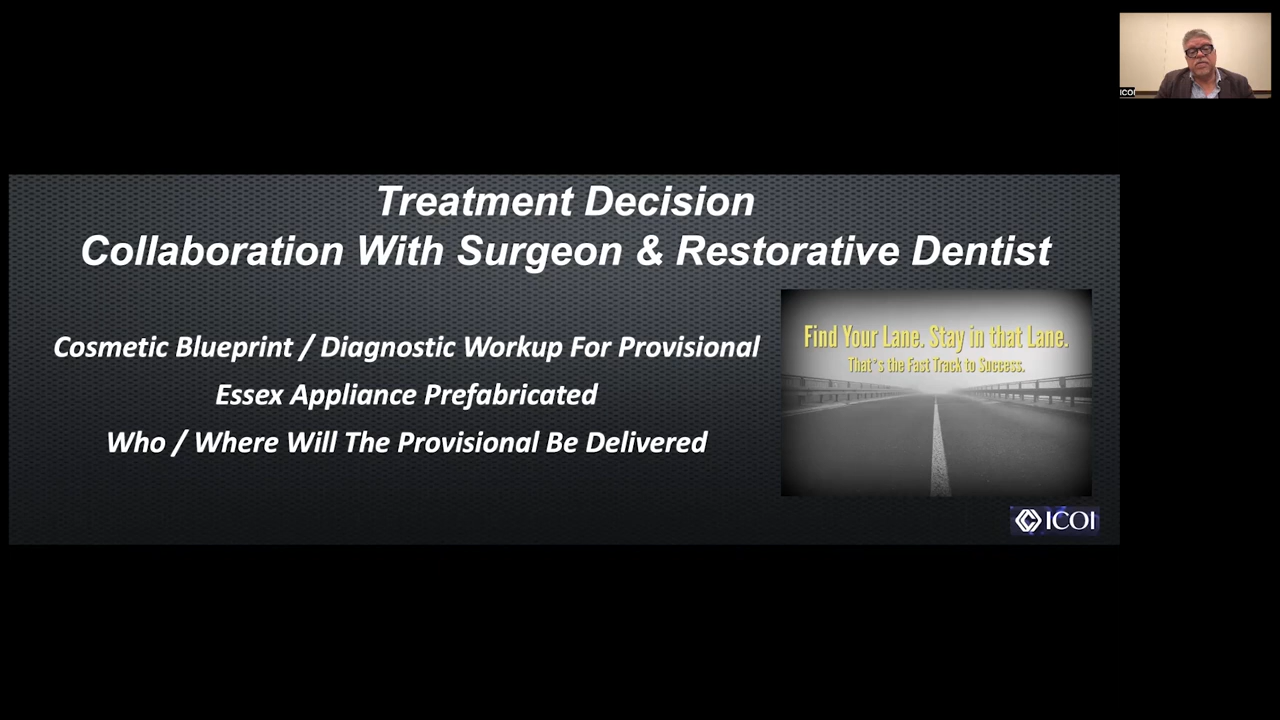 ICOI
Treatment Decision
Collaboration With Surgeon & Restorative Dentist
Cosmetic Blueprint / Diagnostic Workup For Provisional
Essex Appliance Prefabricated
Who / Where Will The Provisional Be Delivered
Find Your Lane. Stay in that Lane.
That's the Fast Track to Success.
ICOI